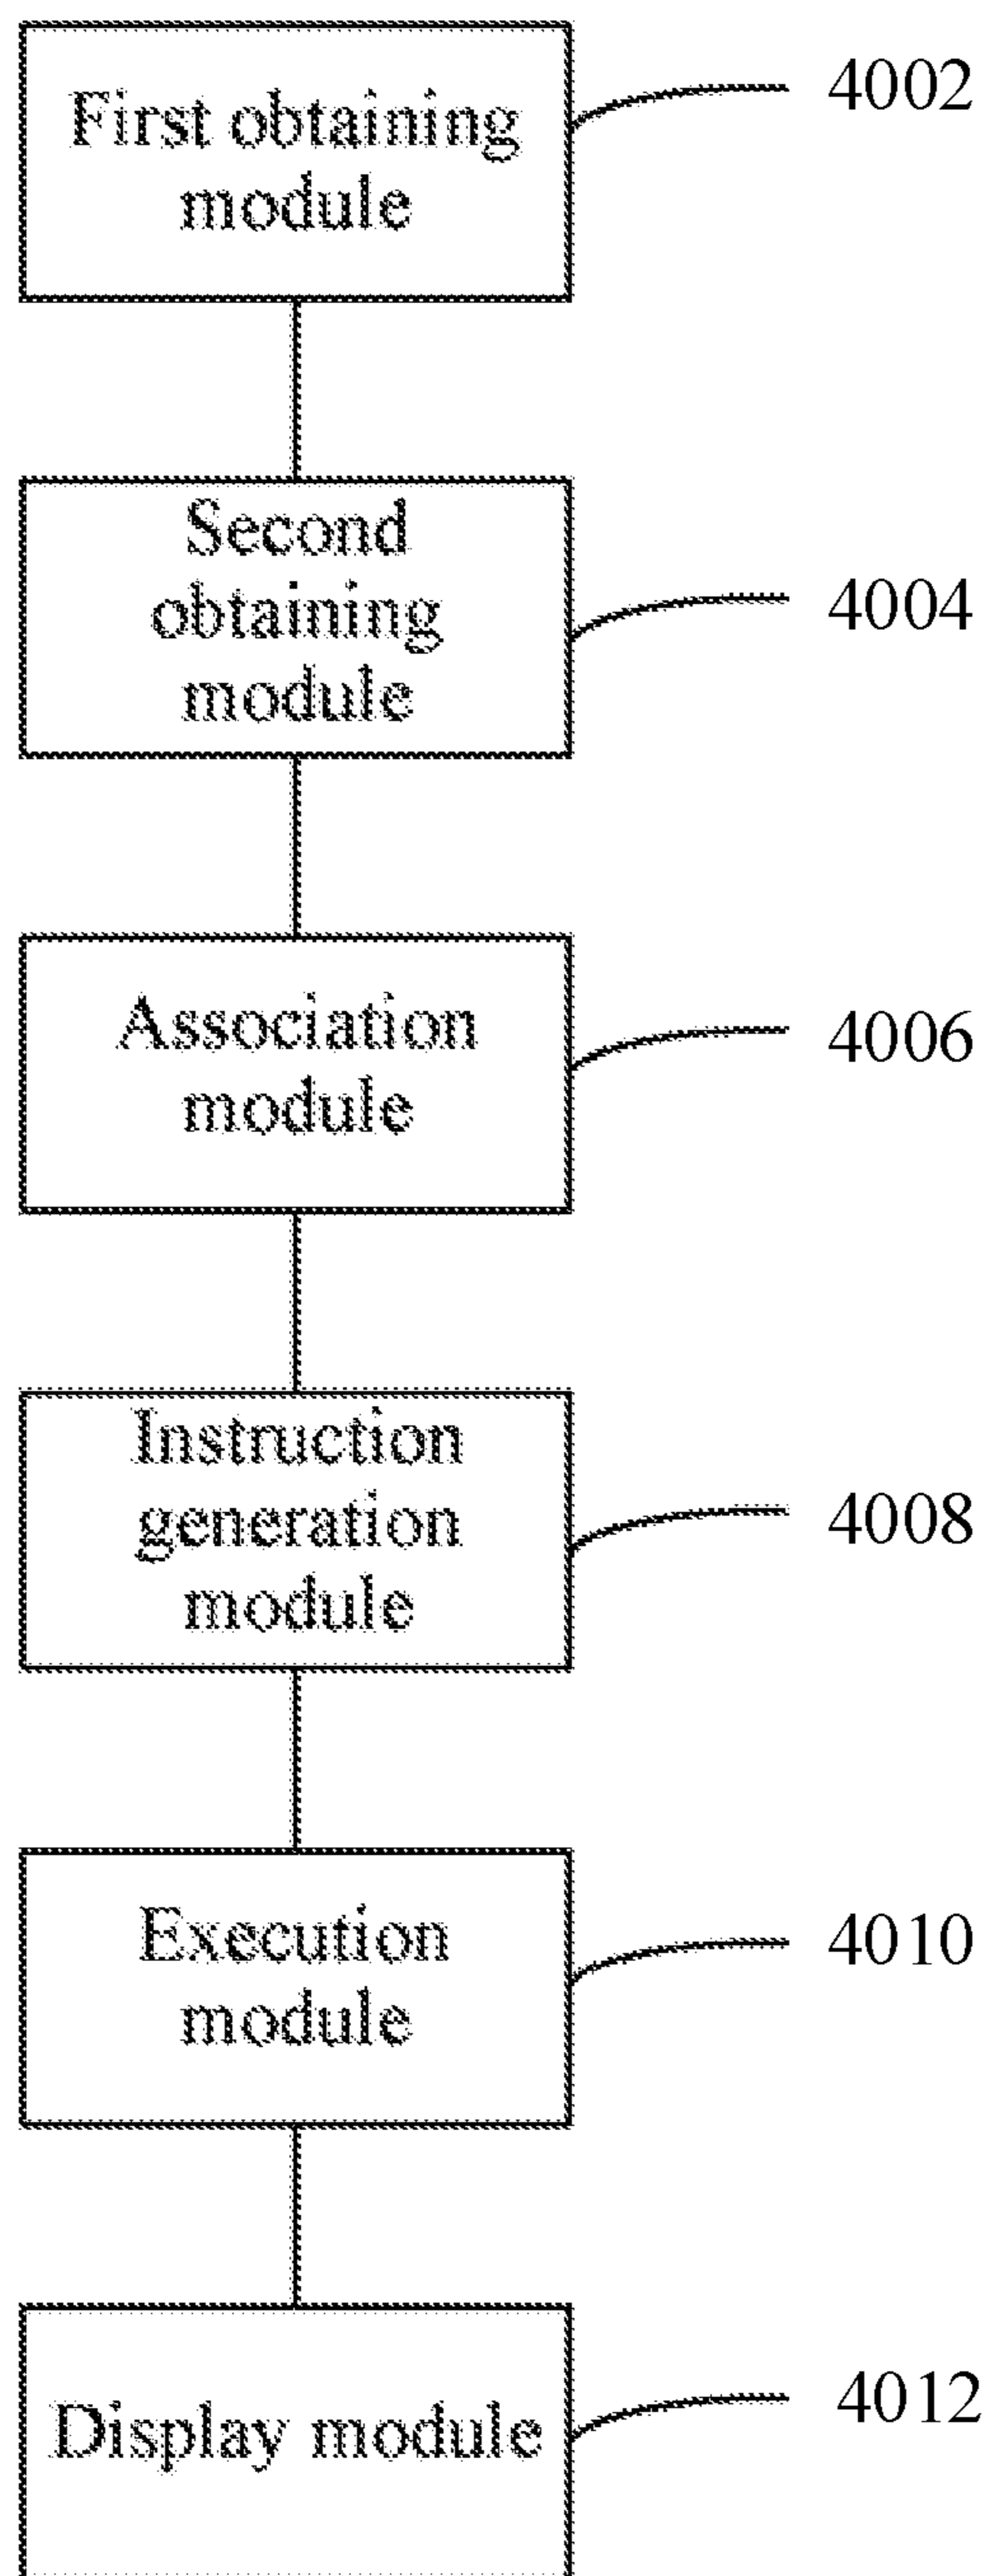 First obtaining
module
4002
Second
obtaining
module
4004
Association
module
4006
Instruction
generation
module
4008
Execution
module
4010
Display module
4012